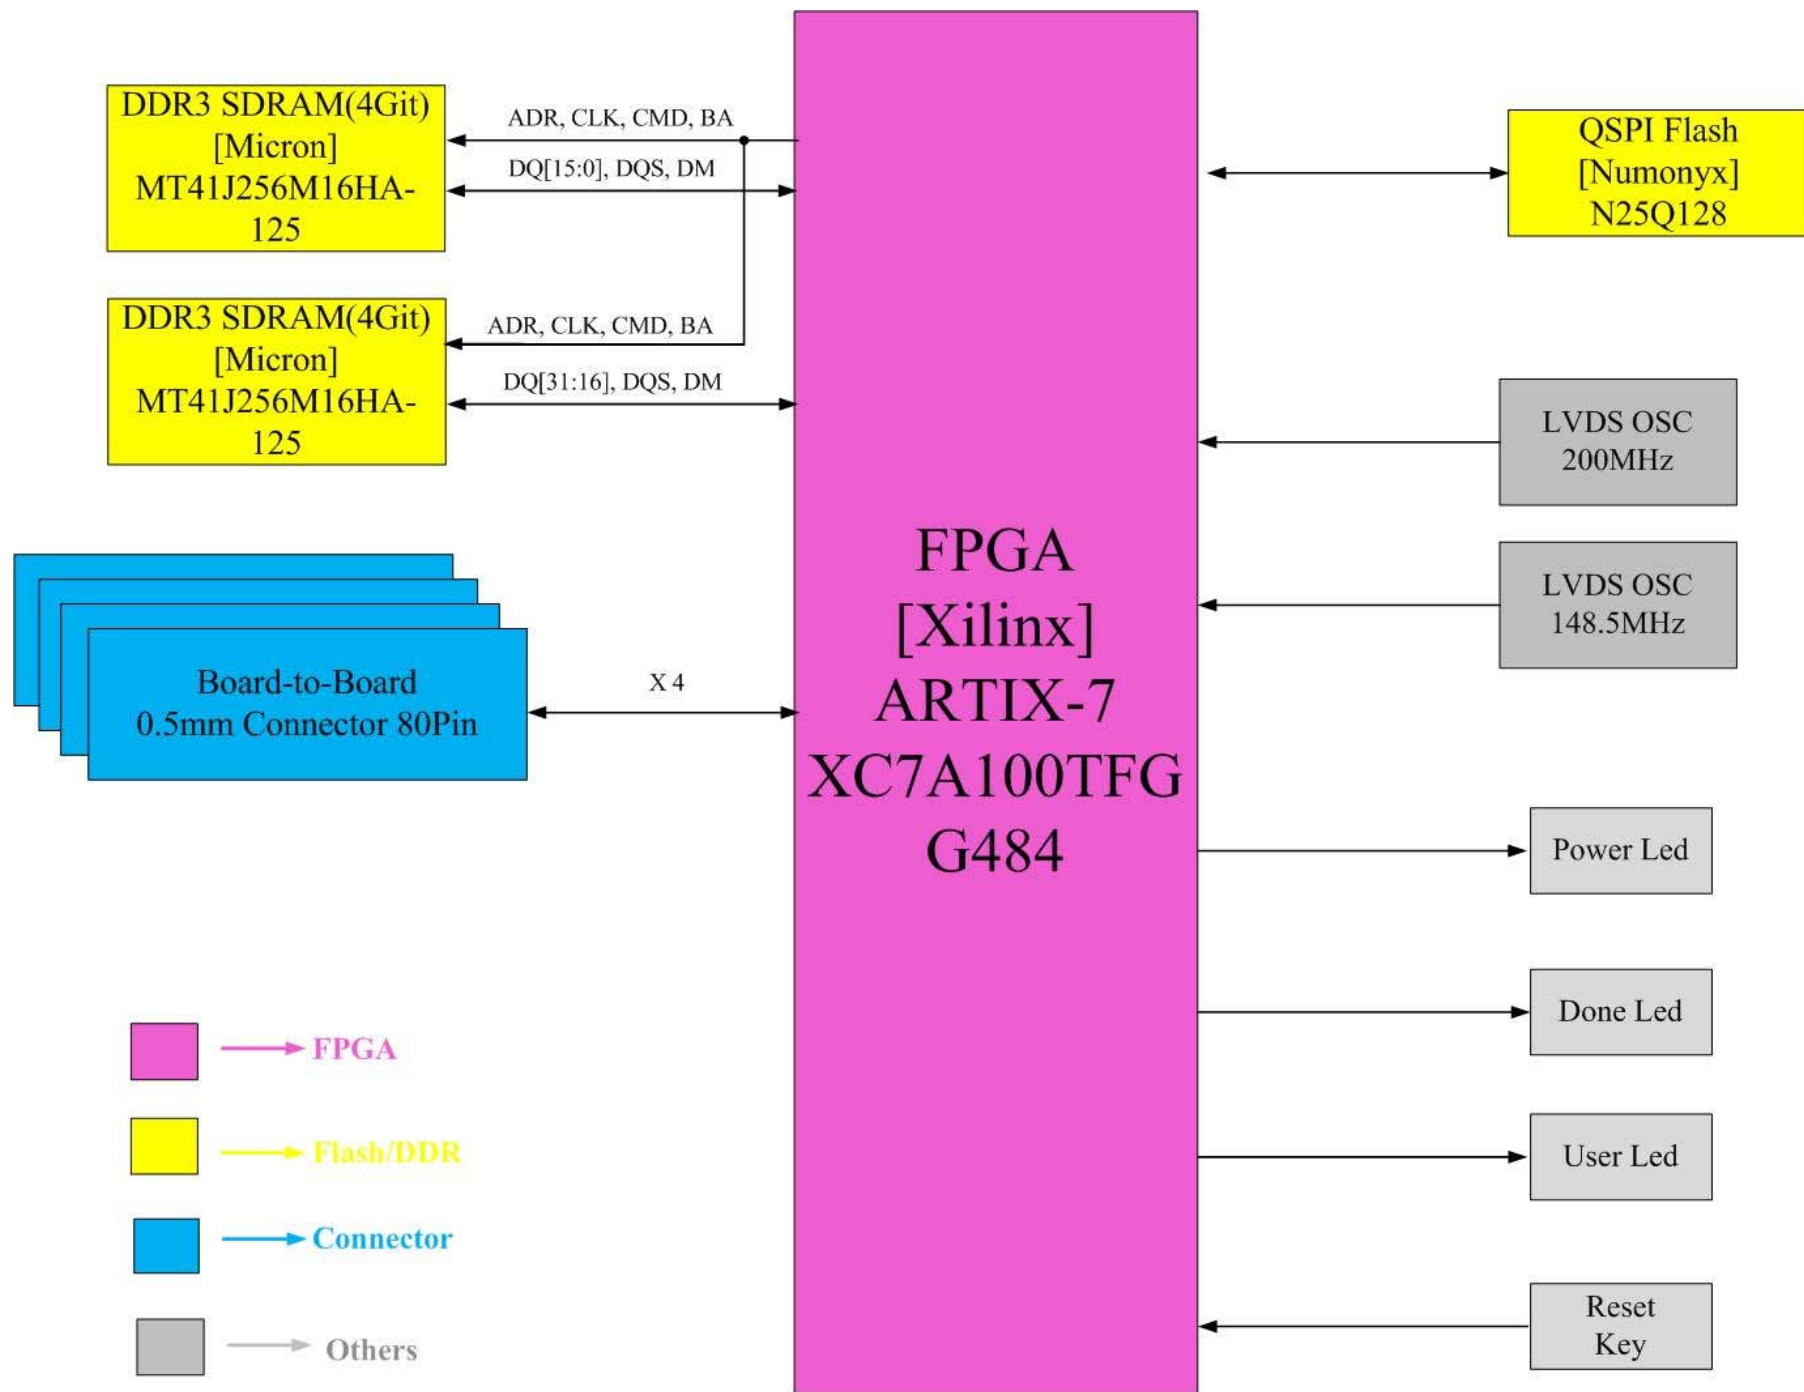 DDR3 SDRAM(4Git)
[Micron]
MT41J256M16HA-
125
ADR, CLK, CMD, BA
DQ[15:0], DQS, DM
DDR3 SDRAM(4Git)
[Micron]
MT41J256M16HA-
125
ADR, CLK, CMD, BA
DQ[31:16], DQS, DM
Board-to-Board
0.5mm Connector 80Pin
X 4
FPGA
[Xilinx]
ARTIX-7
XC7A100TFG
G484
QSPI Flash
[Numonyx]
N25Q128
LVDS OSC
200MHz
LVDS OSC
148.5MHz
Power Led
Done Led
User Led
Reset
Key
FPGA
Flash/DDR
Connector
Others